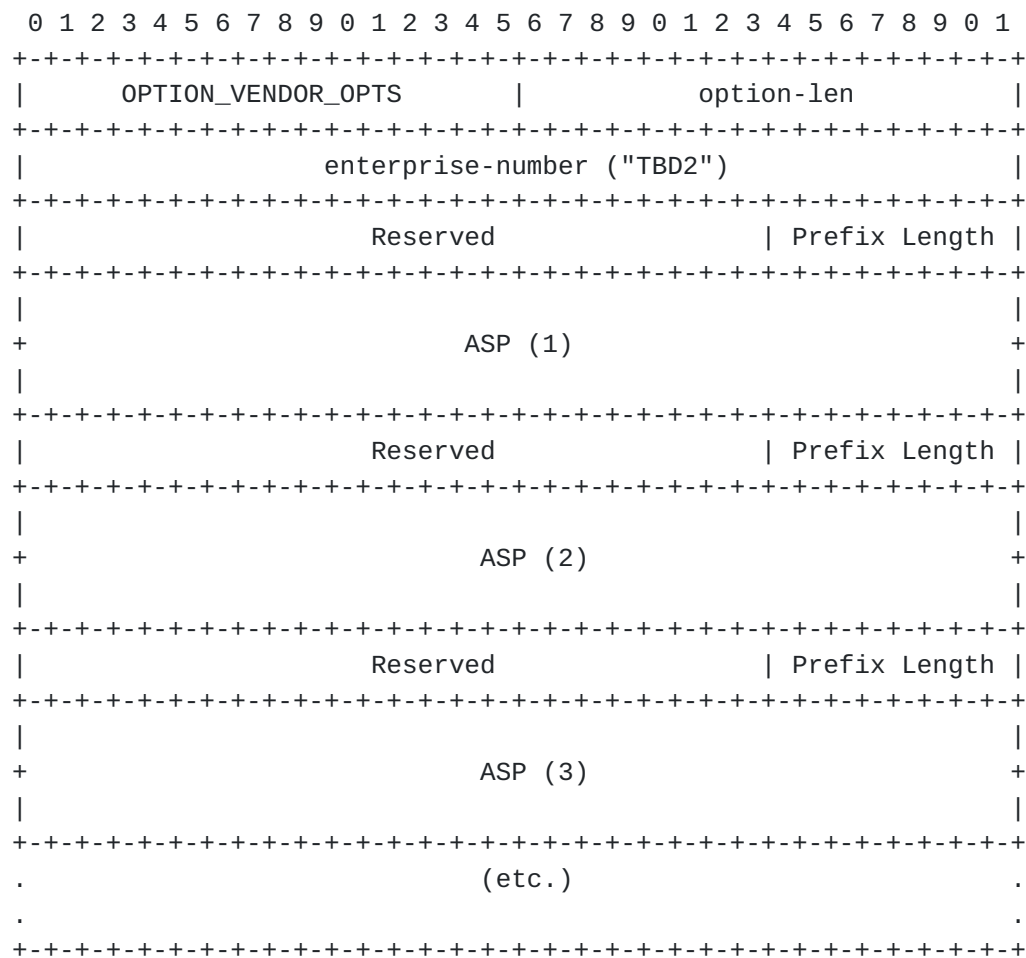 0 1 2 3 4 5 6 7 8 9 0 1 2 3 4 5 6 7 8 9 0 1 2 3 4 5 6 7 8 9 0 1
+-+-+-+-+-+-+-+-+-+-+-+-+-+-+-+-+-+-+-+-+-+-+-+-+-+-+-+-+-+-+-+-+
|      OPTION_VENDOR_OPTS       |           option-len          |
+-+-+-+-+-+-+-+-+-+-+-+-+-+-+-+-+-+-+-+-+-+-+-+-+-+-+-+-+-+-+-+-+
|                   enterprise-number ("TBD2")                  |
+-+-+-+-+-+-+-+-+-+-+-+-+-+-+-+-+-+-+-+-+-+-+-+-+-+-+-+-+-+-+-+-+
|                      Reserved                 | Prefix Length |
+-+-+-+-+-+-+-+-+-+-+-+-+-+-+-+-+-+-+-+-+-+-+-+-+-+-+-+-+-+-+-+-+
|                                                               |
+                            ASP (1)                            +
|                                                               |
+-+-+-+-+-+-+-+-+-+-+-+-+-+-+-+-+-+-+-+-+-+-+-+-+-+-+-+-+-+-+-+-+
|                      Reserved                 | Prefix Length |
+-+-+-+-+-+-+-+-+-+-+-+-+-+-+-+-+-+-+-+-+-+-+-+-+-+-+-+-+-+-+-+-+
|                                                               |
+                             ASP (2)                           +
|                                                               |
+-+-+-+-+-+-+-+-+-+-+-+-+-+-+-+-+-+-+-+-+-+-+-+-+-+-+-+-+-+-+-+-+
|                      Reserved                 | Prefix Length |
+-+-+-+-+-+-+-+-+-+-+-+-+-+-+-+-+-+-+-+-+-+-+-+-+-+-+-+-+-+-+-+-+
|                                                               |
+                             ASP (3)                           +
|                                                               |
+-+-+-+-+-+-+-+-+-+-+-+-+-+-+-+-+-+-+-+-+-+-+-+-+-+-+-+-+-+-+-+-+
.                             (etc.)                            .
.                                                               .
+-+-+-+-+-+-+-+-+-+-+-+-+-+-+-+-+-+-+-+-+-+-+-+-+-+-+-+-+-+-+-+-+